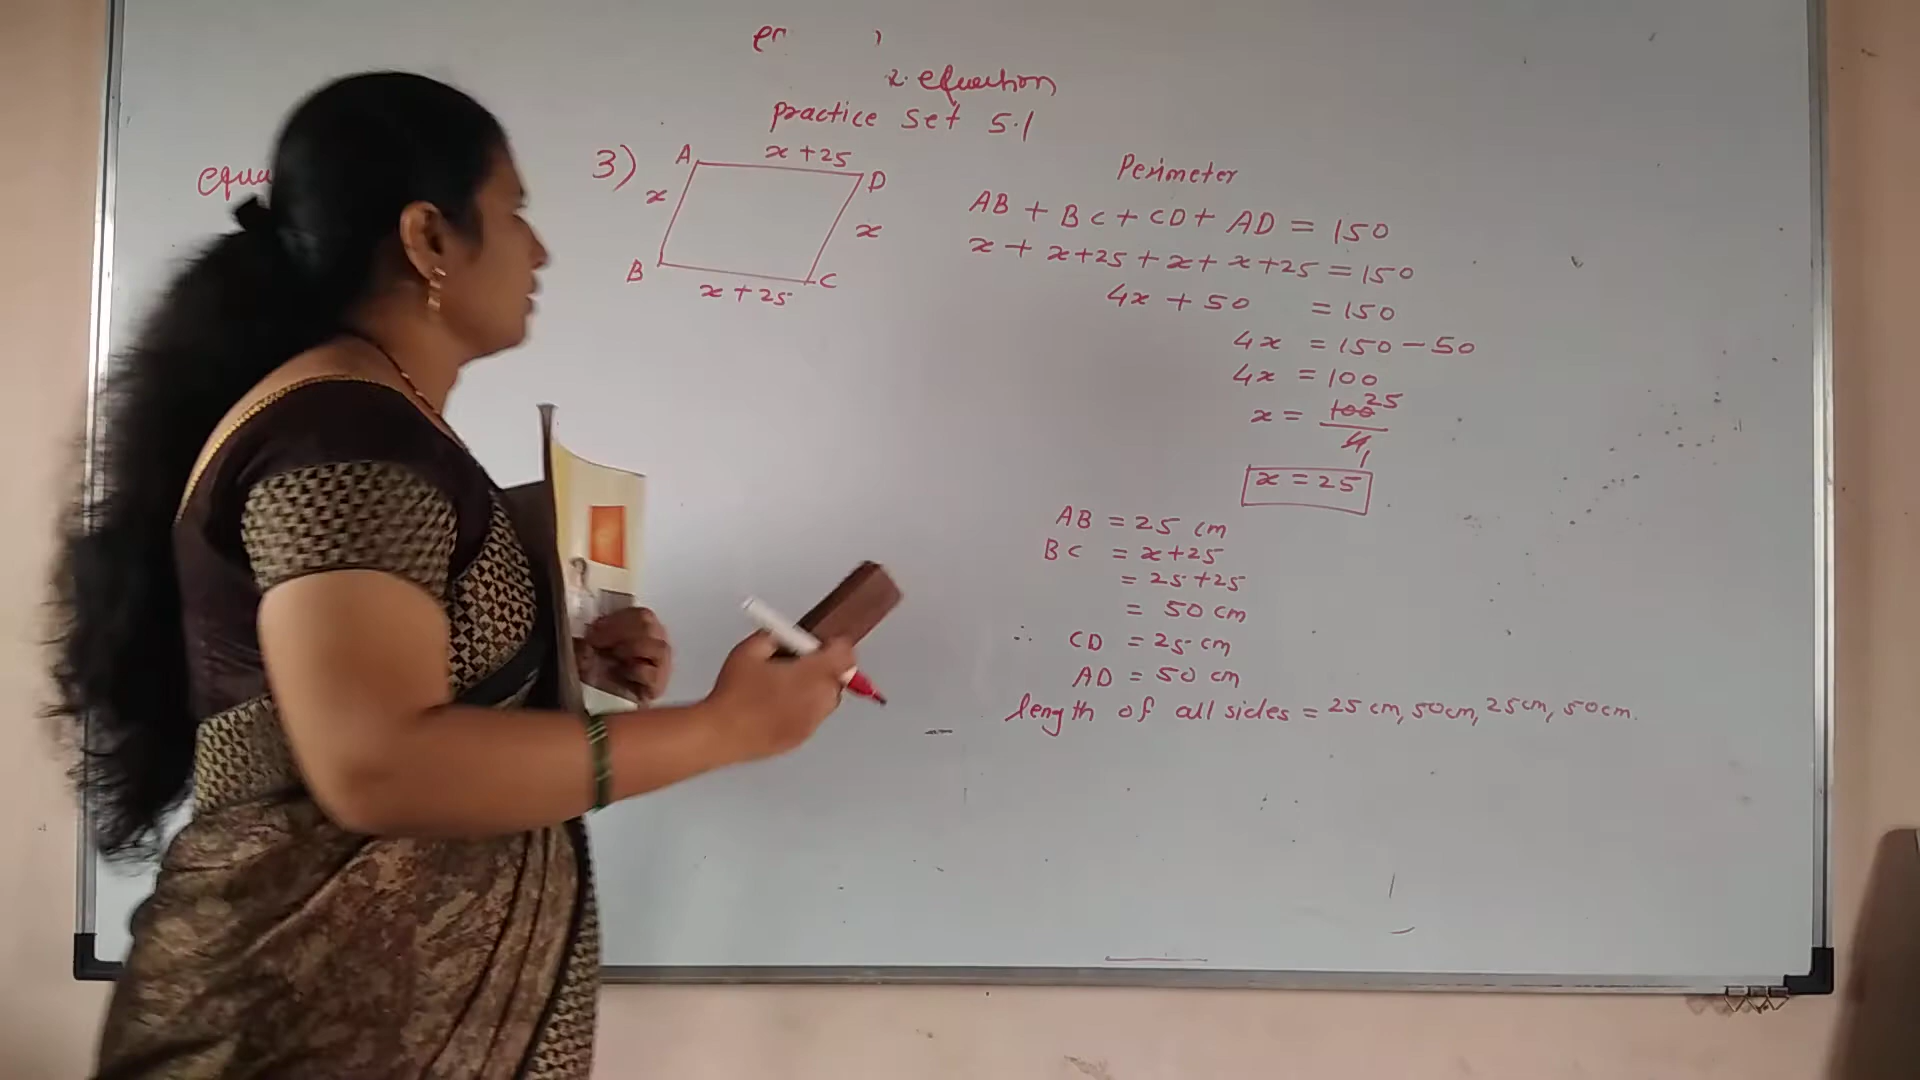 equation
practice set 5.1
3)
A
x+25
D
x
x
B
x+25
C
Perimeter
AB + BC + CD + AD = 150
x + x+25 + x + x+25 = 150
4x + 50 = 150
4x = 150 - 50
4x = 100
x = 100 25
4 1
x = 25
AB = 25 cm
BC = x+25
= 25+25
= 50 cm
∴ CD = 25 cm
AD = 50 cm
length of all sides = 25 cm, 50cm, 25cm, 50cm.